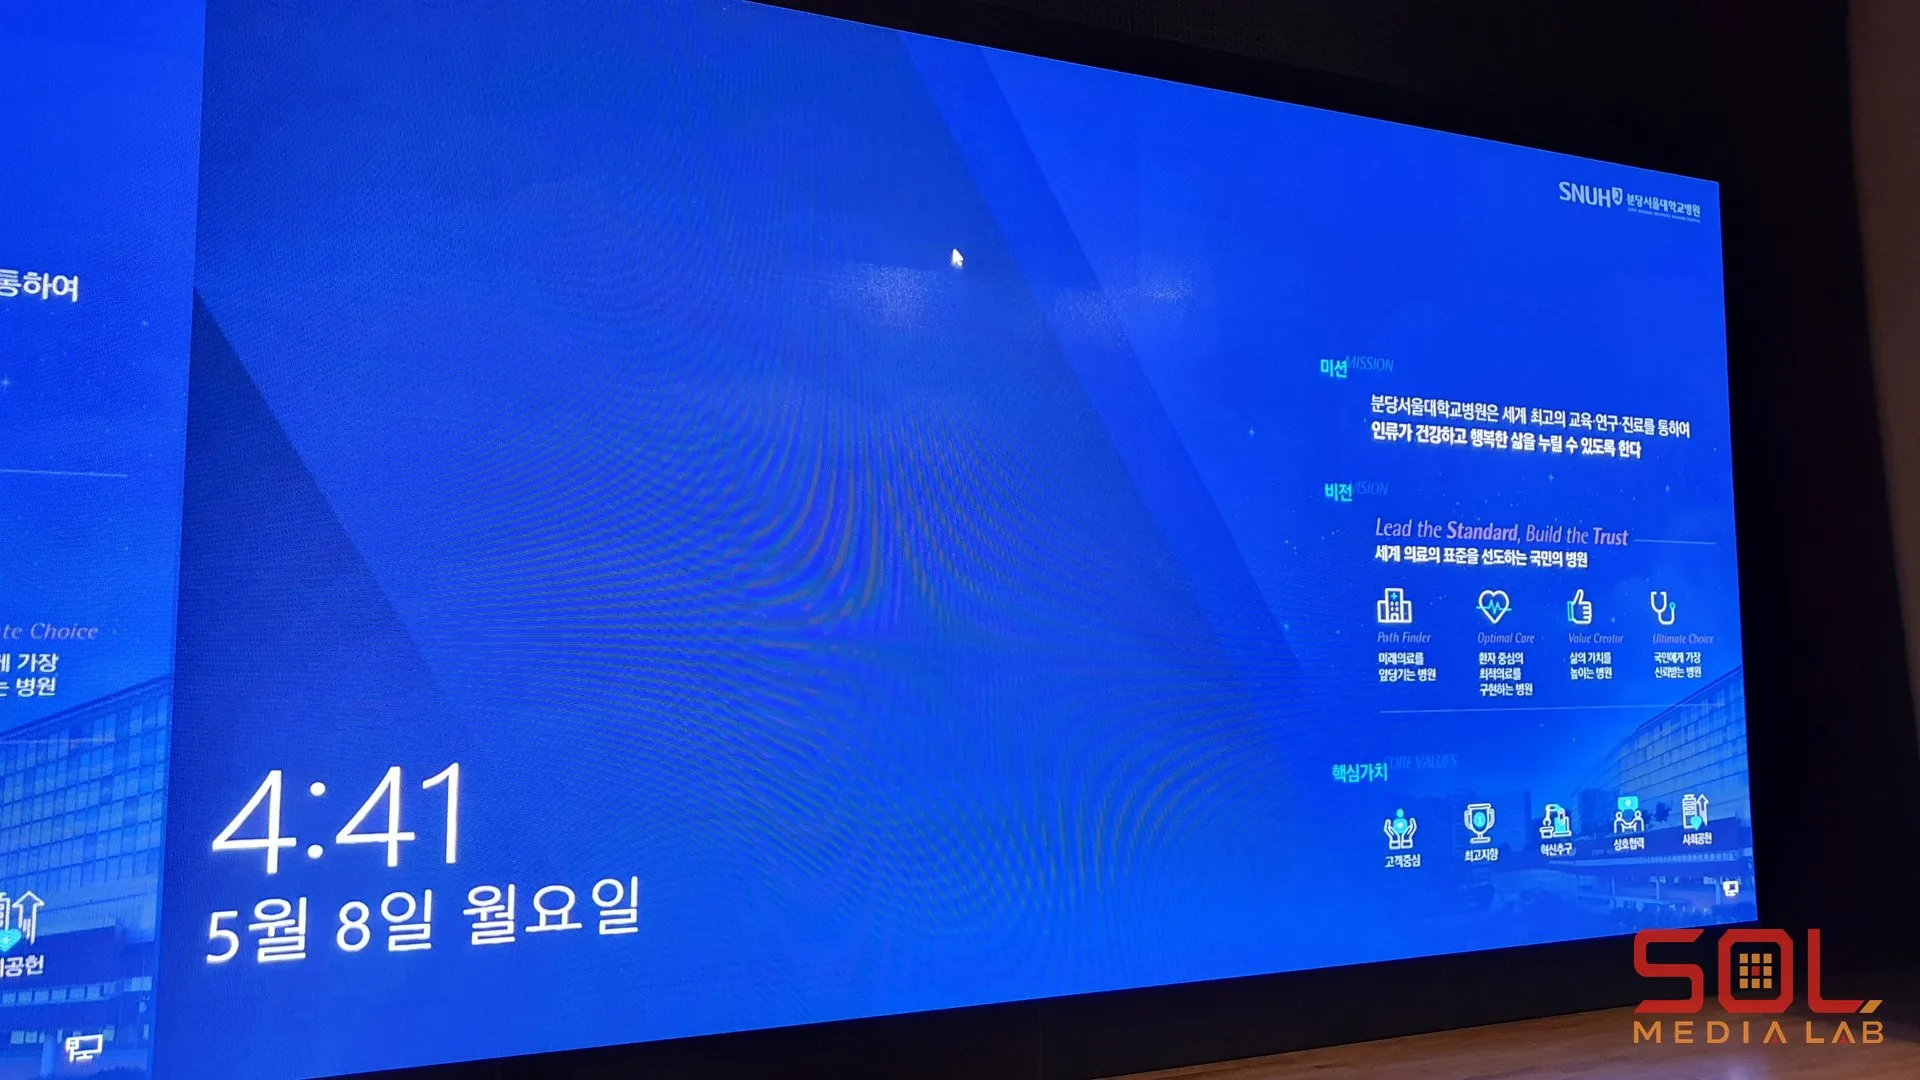 통하여
te Choice
게 가장
는 병원
공헌
4:41
5월 8일 월요일
SNUH 분당서울대학교병원
미션 MISSION
분당서울대학교병원은 세계 최고의 교육·연구·진료를 통하여
인류가 건강하고 행복한 삶을 누릴 수 있도록 한다
비전 VISION
Lead the Standard, Build the Trust
세계 의료의 표준을 선도하는 국민의 병원
Path Finder
미래의료를
앞당기는 병원
Optimal Care
환자 중심의
최적의료를
구현하는 병원
Value Creator
삶의 가치를
높이는 병원
Ultimate Choice
국민에게 가장
신뢰받는 병원
핵심가치 CORE VALUES
고객중심
최고지향
혁신추구
상호협력
사회공헌
SOL
MEDIA LAB